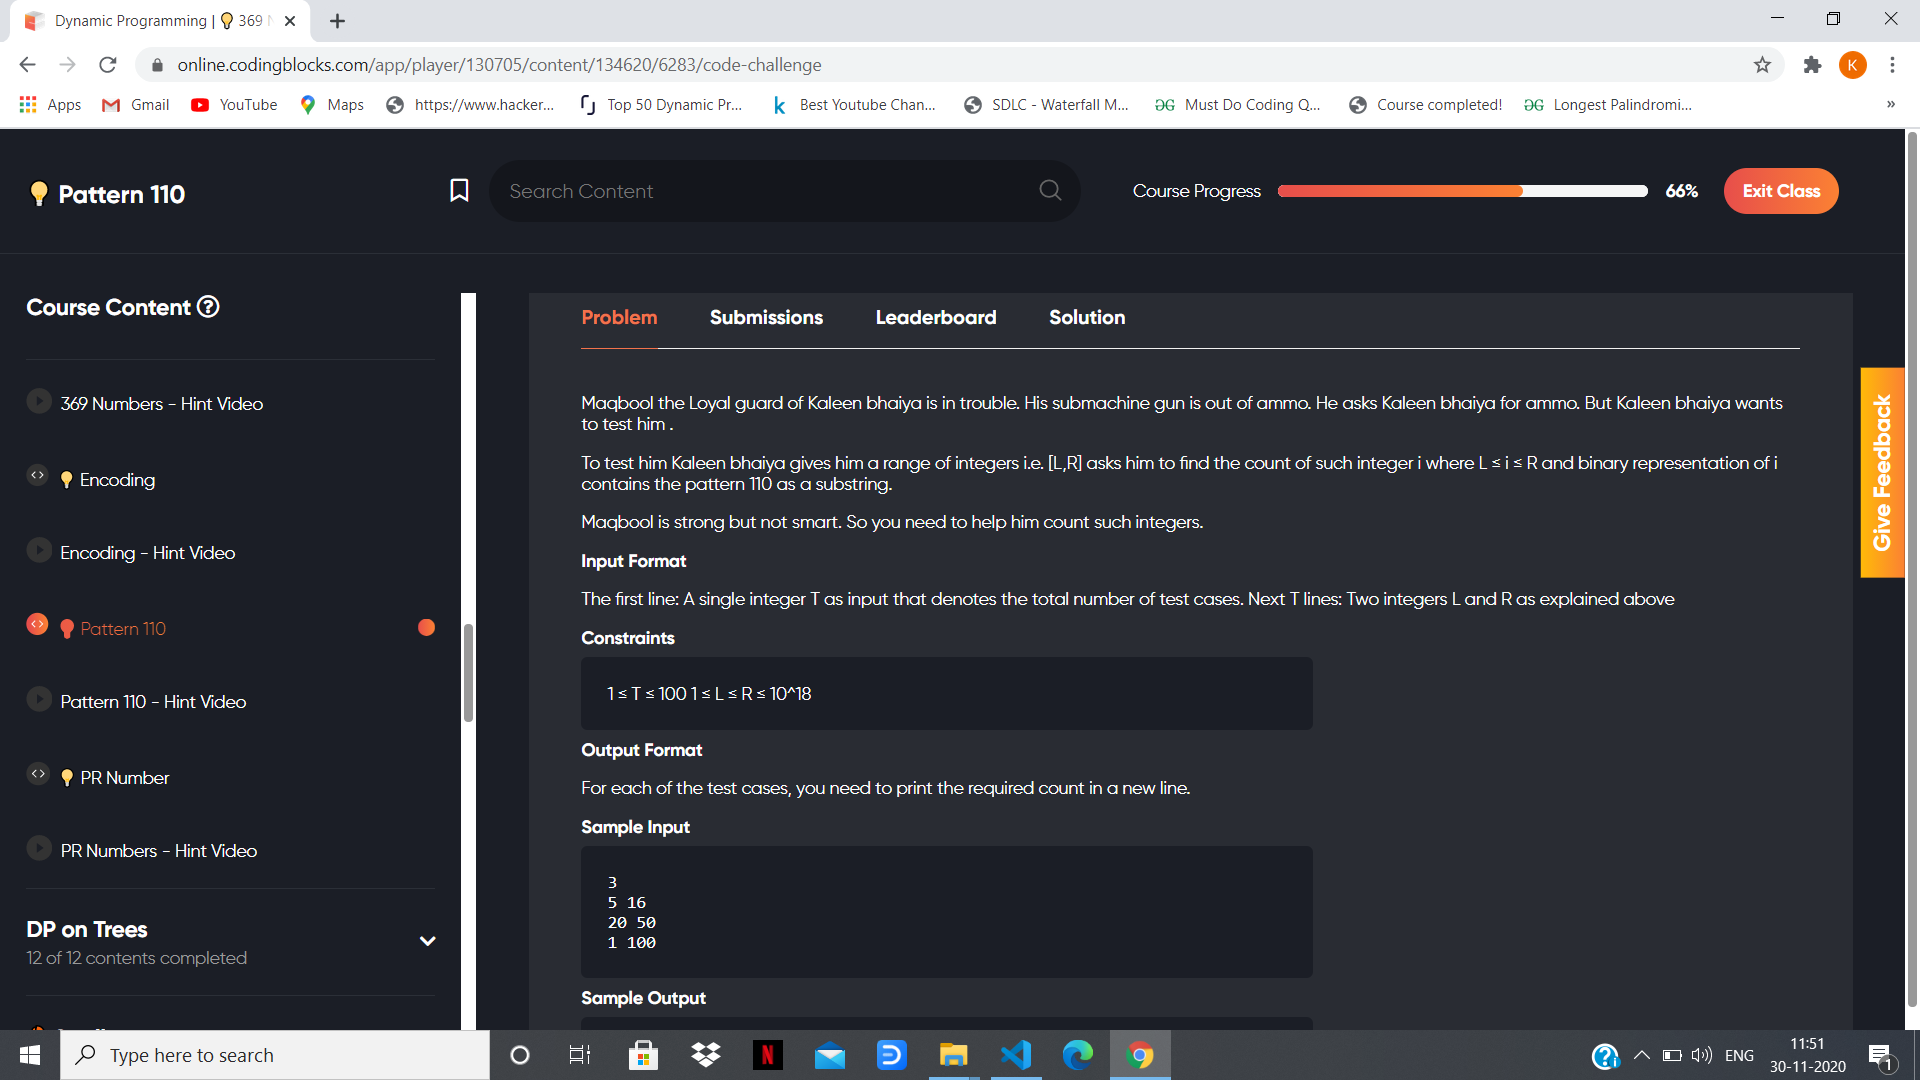 Dynamic Programming | 369 N
online.codingblocks.com/app/player/130705/content/134620/6283/code-challenge
K
Apps Gmail YouTube Maps https://www.hacker... Top 50 Dynamic Pr... Best Youtube Chan... SDLC - Waterfall M... Must Do Coding Q... Course completed! Longest Palindromi... »
Pattern 110
Search Content
Course Progress 66%
Exit Class
Course Content
369 Numbers - Hint Video
Encoding
Encoding - Hint Video
Pattern 110
Pattern 110 - Hint Video
PR Number
PR Numbers - Hint Video
DP on Trees
12 of 12 contents completed
Problem Submissions Leaderboard Solution
Maqbool the Loyal guard of Kaleen bhaiya is in trouble. His submachine gun is out of ammo. He asks Kaleen bhaiya for ammo. But Kaleen bhaiya wants
to test him .
To test him Kaleen bhaiya gives him a range of integers i.e. [L,R] asks him to find the count of such integer i where L ≤ i ≤ R and binary representation of i
contains the pattern 110 as a substring.
Maqbool is strong but not smart. So you need to help him count such integers.
Input Format
The first line: A single integer T as input that denotes the total number of test cases. Next T lines: Two integers L and R as explained above
Constraints
1 ≤ T ≤ 100 1 ≤ L ≤ R ≤ 10^18
Output Format
For each of the test cases, you need to print the required count in a new line.
Sample Input
3
5 16
20 50
1 100
Sample Output
Give Feedback
Type here to search
ENG
11:51
30-11-2020
1